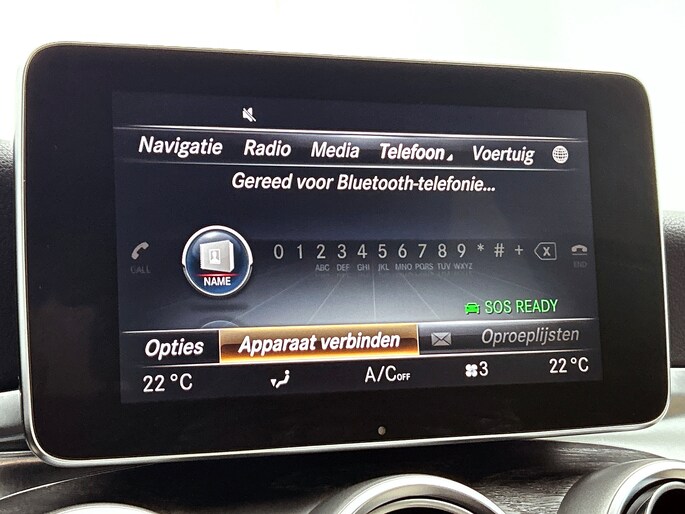 Navigatie Radio Media Telefoon Voertuig
Gereed voor Bluetooth-telefonie...
CALL NAME 0 1 2 3 4 5 6 7 8 9 * # + X END
ABC DEF GHI JKL MNO PQRS TUV WXYZ
SOS READY
Opties Apparaat verbinden Oproeplijsten
22 °C A/C OFF 3 22 °C